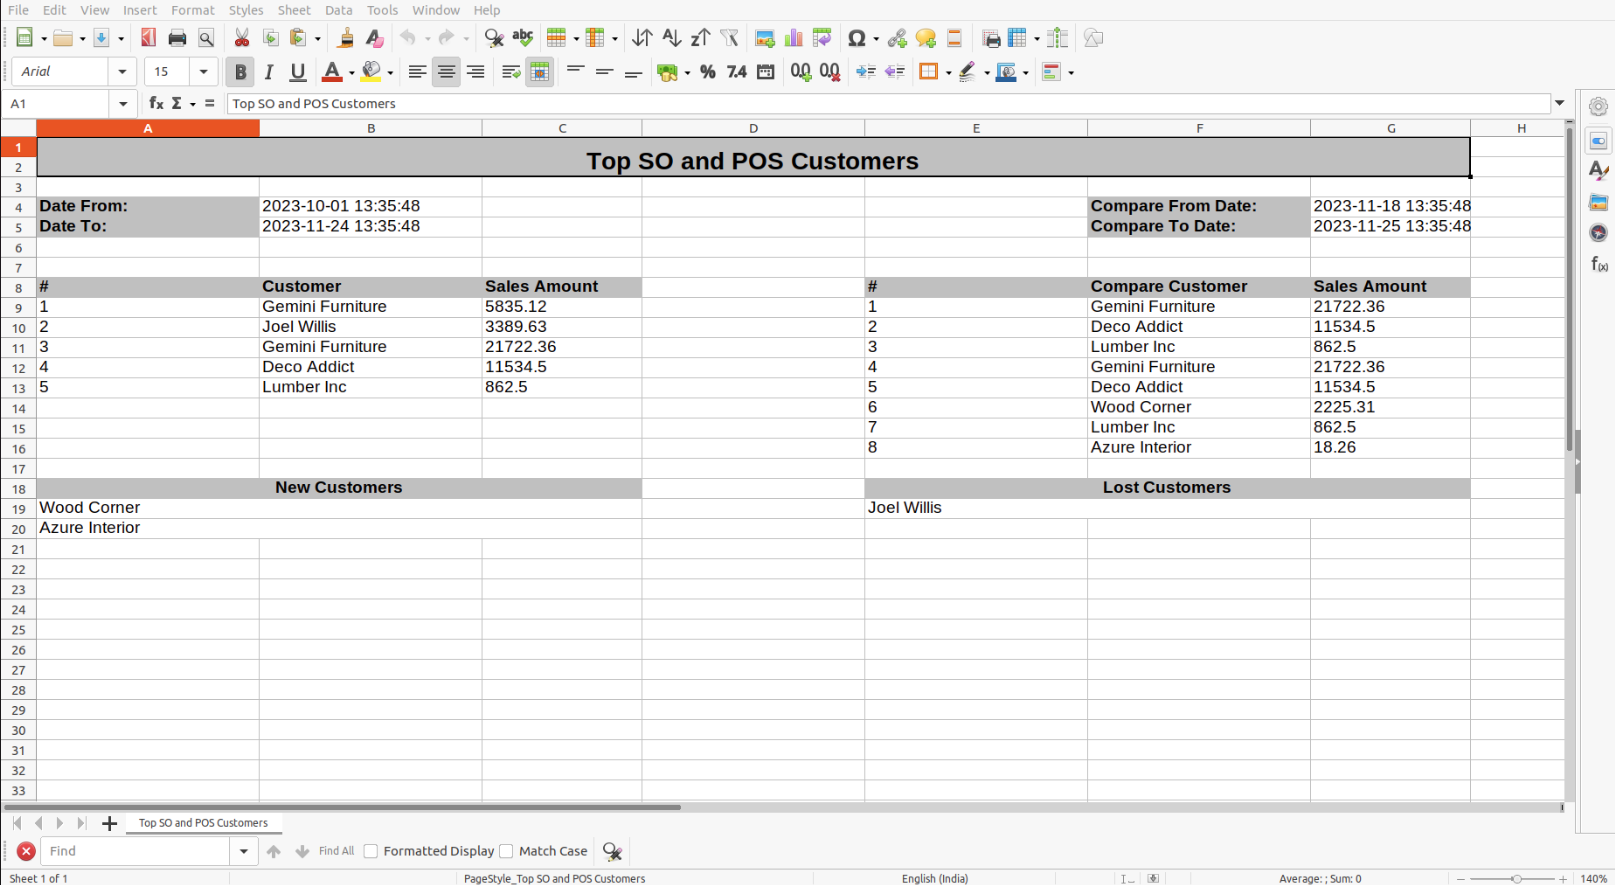 File Edit View Insert Format Styles Sheet Data Tools Window Help
Arial 15
A1 Top SO and POS Customers
A B C D E F G H
1 Top SO and POS Customers
2
3
4 Date From: 2023-10-01 13:35:48 Compare From Date: 2023-11-18 13:35:48
5 Date To: 2023-11-24 13:35:48 Compare To Date: 2023-11-25 13:35:48
6
7
8 # Customer Sales Amount # Compare Customer Sales Amount
9 1 Gemini Furniture 5835.12 1 Gemini Furniture 21722.36
10 2 Joel Willis 3389.63 2 Deco Addict 11534.5
11 3 Gemini Furniture 21722.36 3 Lumber Inc 862.5
12 4 Deco Addict 11534.5 4 Gemini Furniture 21722.36
13 5 Lumber Inc 862.5 5 Deco Addict 11534.5
14 6 Wood Corner 2225.31
15 7 Lumber Inc 862.5
16 8 Azure Interior 18.26
17
18 New Customers Lost Customers
19 Wood Corner Joel Willis
20 Azure Interior
21
22
23
24
25
26
27
28
29
30
31
32
33
Top SO and POS Customers
Find Find All Formatted Display Match Case
Sheet 1 of 1 PageStyle_Top SO and POS Customers English (India) Average: ; Sum: 0 140%